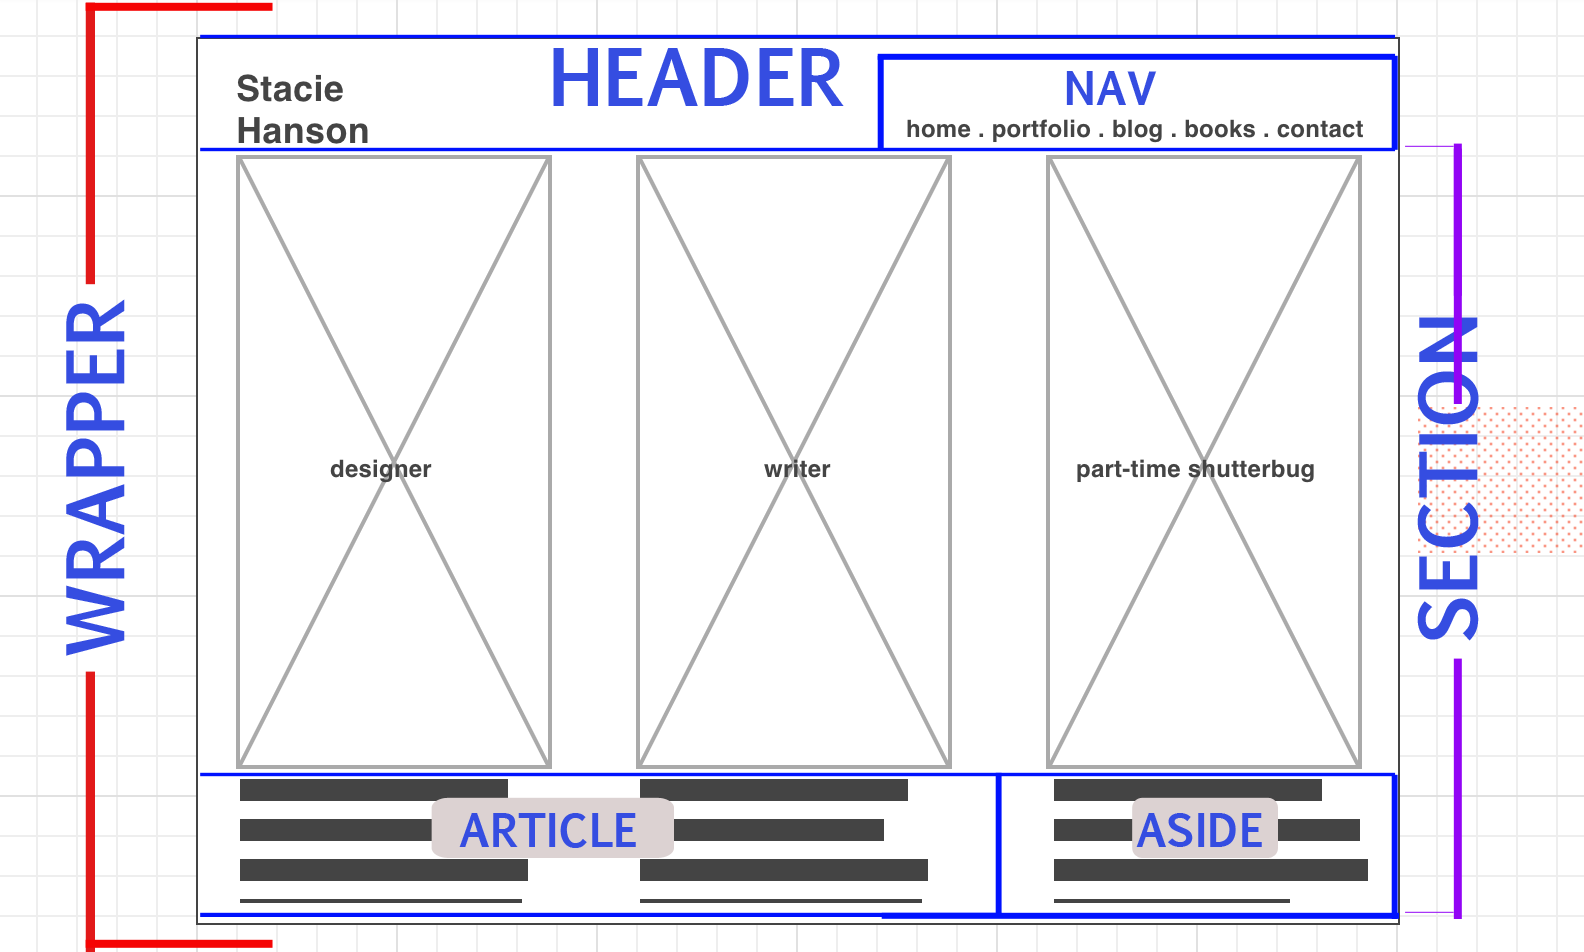 HEADER
Stacie
Hanson
NAV
home . portfolio . blog . books . contact
WRAPPER
designer
writer
part-time shutterbug
SECTION
ARTICLE
ASIDE